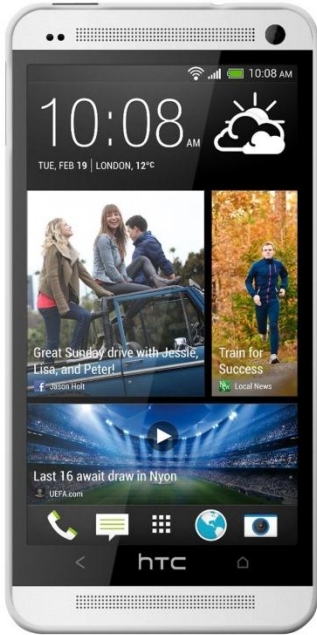 10:08 AM
10:08 AM
TUE, FEB 19 | LONDON, 12°C
Great Sunday drive with Jessie,
Lisa, and Peter!
f Jason Holt
Train for
Success
Local News
Last 16 await draw in Nyon
UEFA.com
hTC